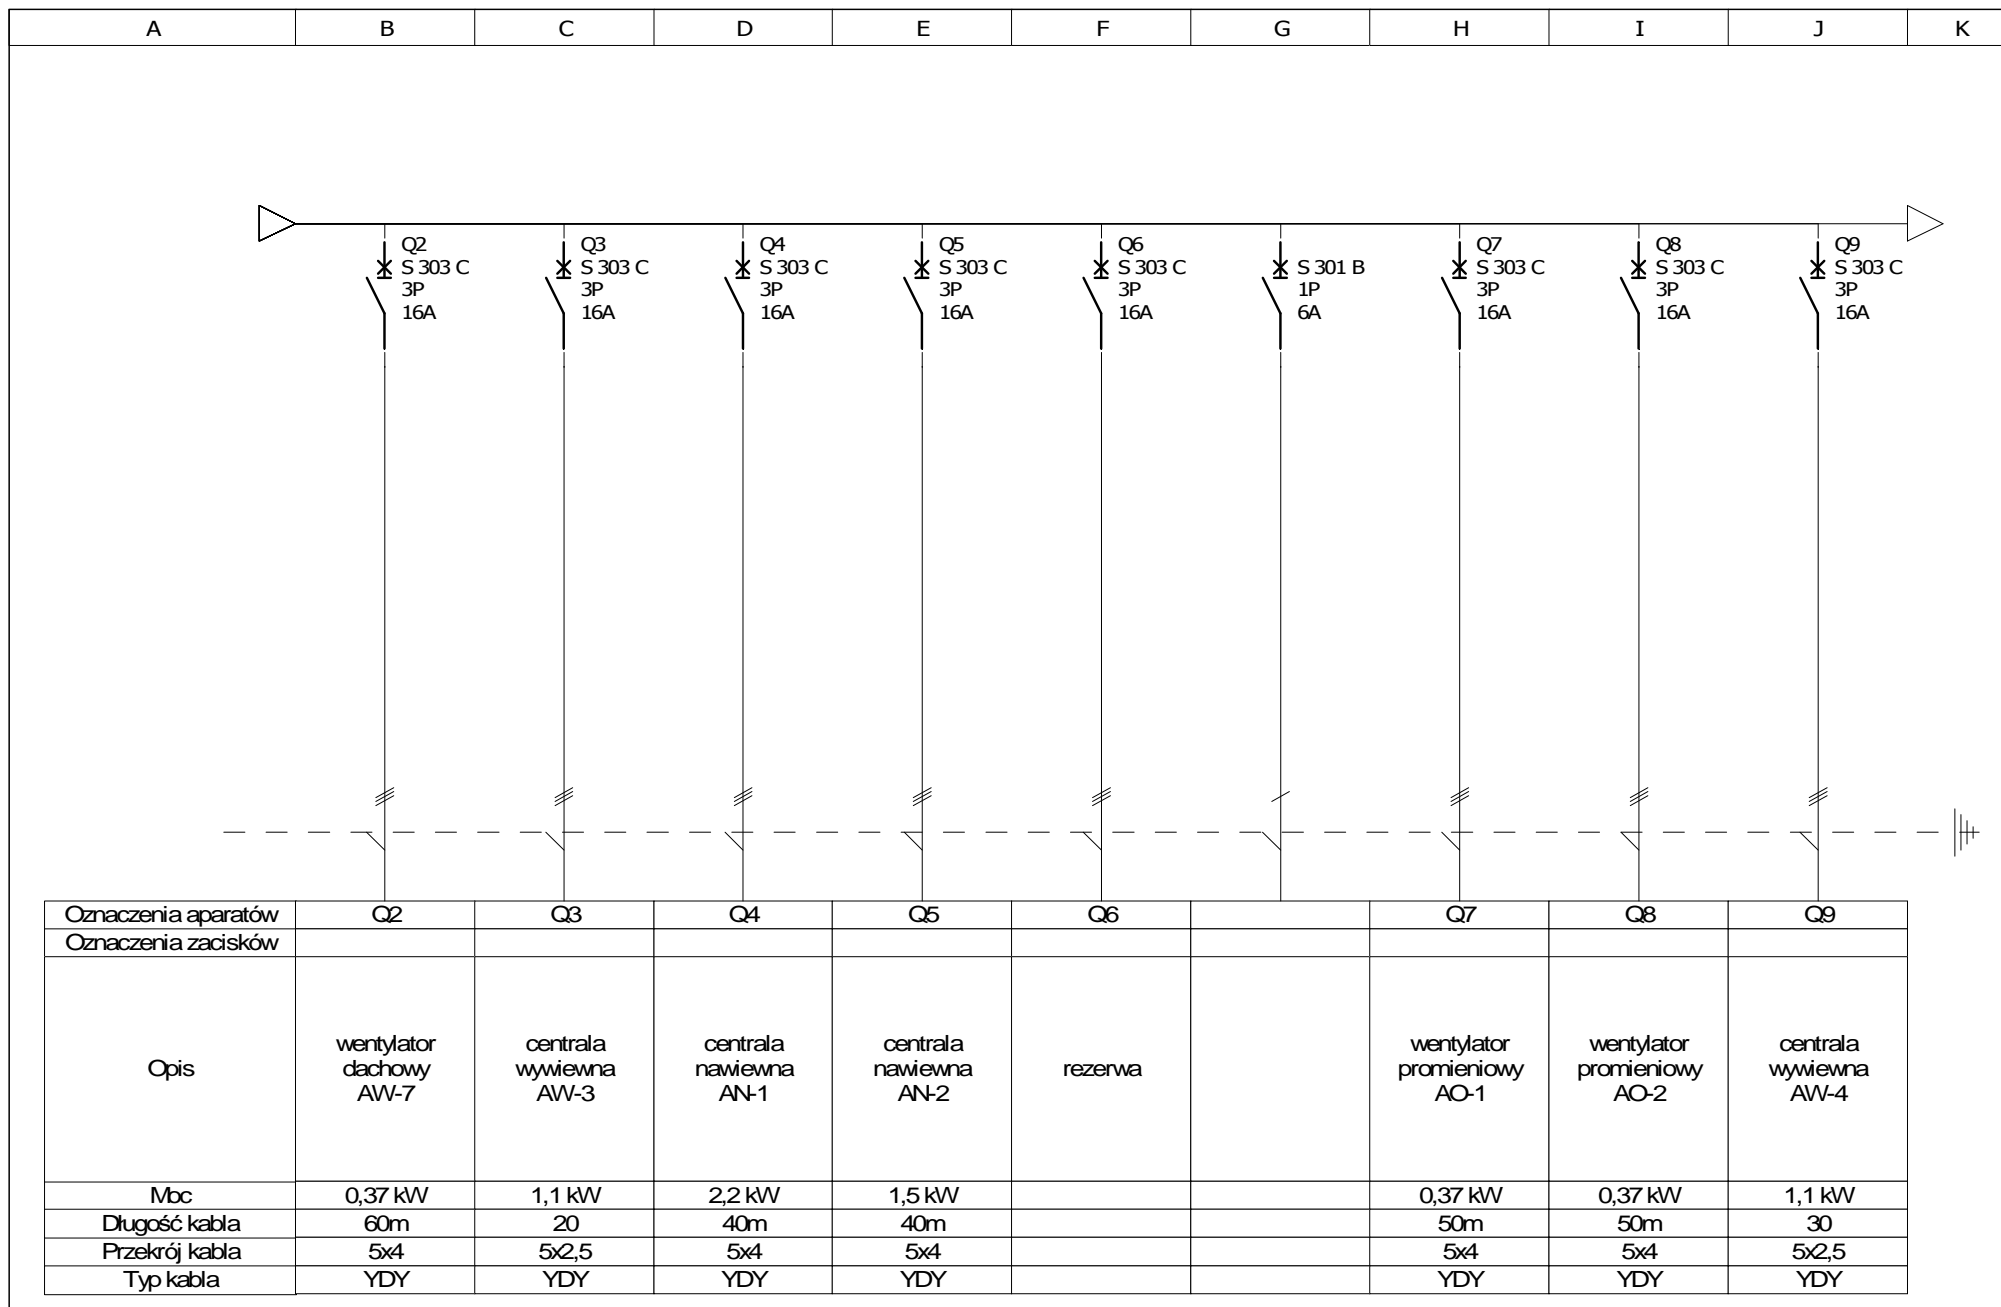 A B C D E F G H I J K
Q2 Q3 Q4 Q5 Q6 Q7 Q8 Q9
S 303 C S 303 C S 303 C S 303 C S 303 C S 301 B S 303 C S 303 C S 303 C
3P 3P 3P 3P 3P 1P 3P 3P 3P
16A 16A 16A 16A 16A 6A 16A 16A 16A
Oznaczenia aparatów Q2 Q3 Q4 Q5 Q6 Q7 Q8 Q9
Oznaczenia zacisków
wentylator centrala centrala centrala wentylator wentylator centrala
Opis dachowy wywiewna nawiewna nawiewna rezerwa promieniowy promieniowy wywiewna
AW-7 AW-3 AN-1 AN-2 AO-1 AO-2 AW-4
Moc 0,37 kW 1,1 kW 2,2 kW 1,5 kW 0,37 kW 0,37 kW 1,1 kW
Długość kabla 60m 20 40m 40m 50m 50m 30
Przekrój kabla 5x4 5x2,5 5x4 5x4 5x4 5x4 5x2,5
Typ kabla YDY YDY YDY YDY YDY YDY YDY